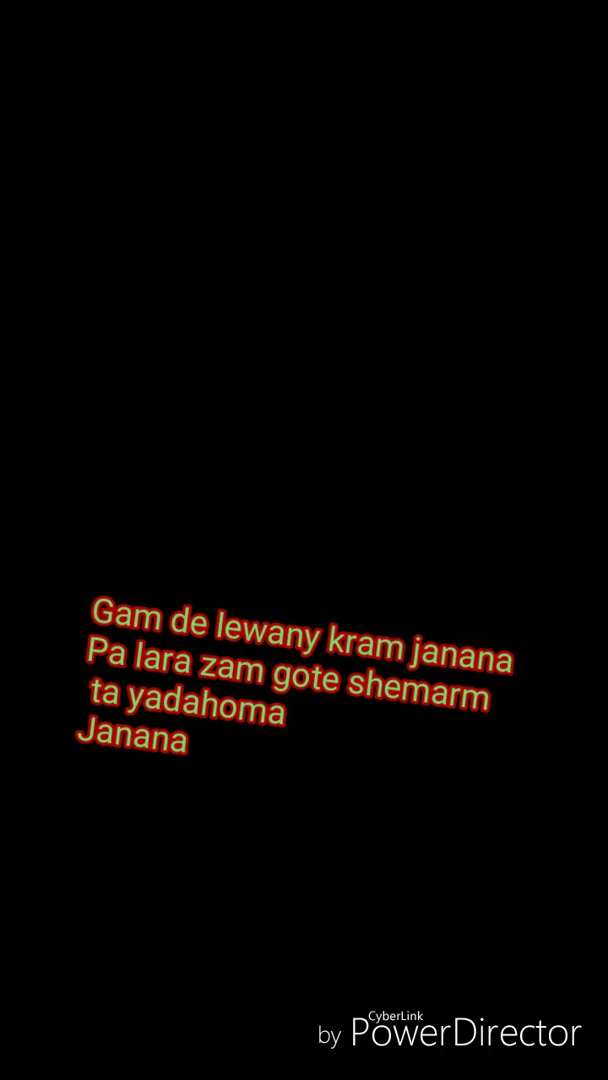 Gam de lewany kram janana
Pa lara zam gote shemarm
ta yadahoma
Janana
CyberLink
by PowerDirector